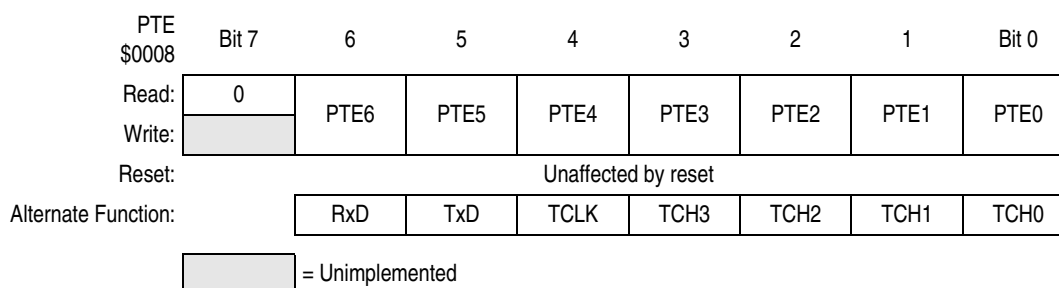 PTE
$0008 Bit 7 6 5 4 3 2 1 Bit 0
Read: 0 PTE6 PTE5 PTE4 PTE3 PTE2 PTE1 PTE0
Write:
Reset: Unaffected by reset
Alternate Function: RxD TxD TCLK TCH3 TCH2 TCH1 TCH0
= Unimplemented